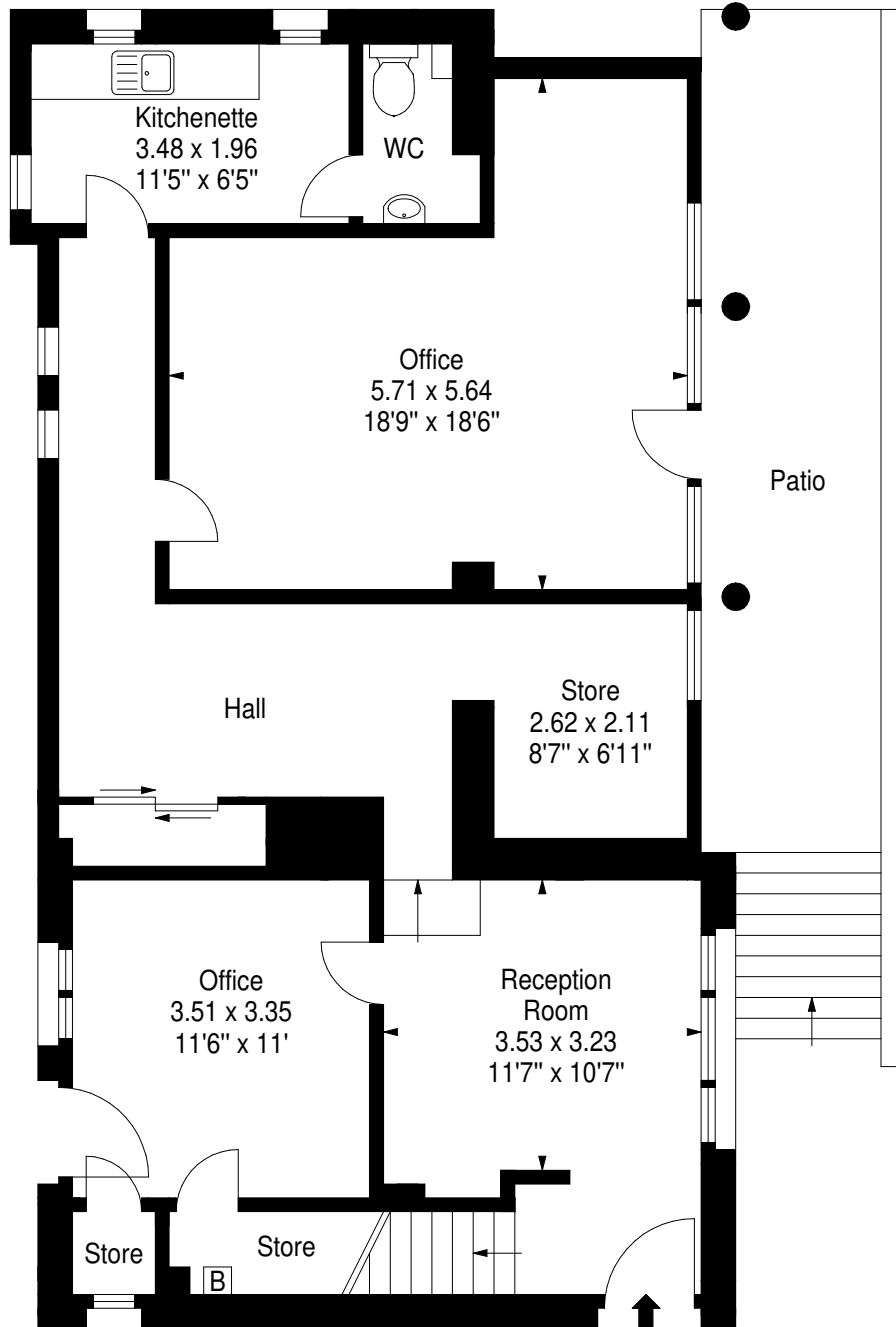 Kitchenette
3.48 x 1.96
11'5" x 6'5"
WC
Office
5.71 x 5.64
18'9" x 18'6"
Patio
Hall
Store
2.62 x 2.11
8'7" x 6'11"
Office
3.51 x 3.35
11'6" x 11'
Reception
Room
3.53 x 3.23
11'7" x 10'7"
Store
Store
B